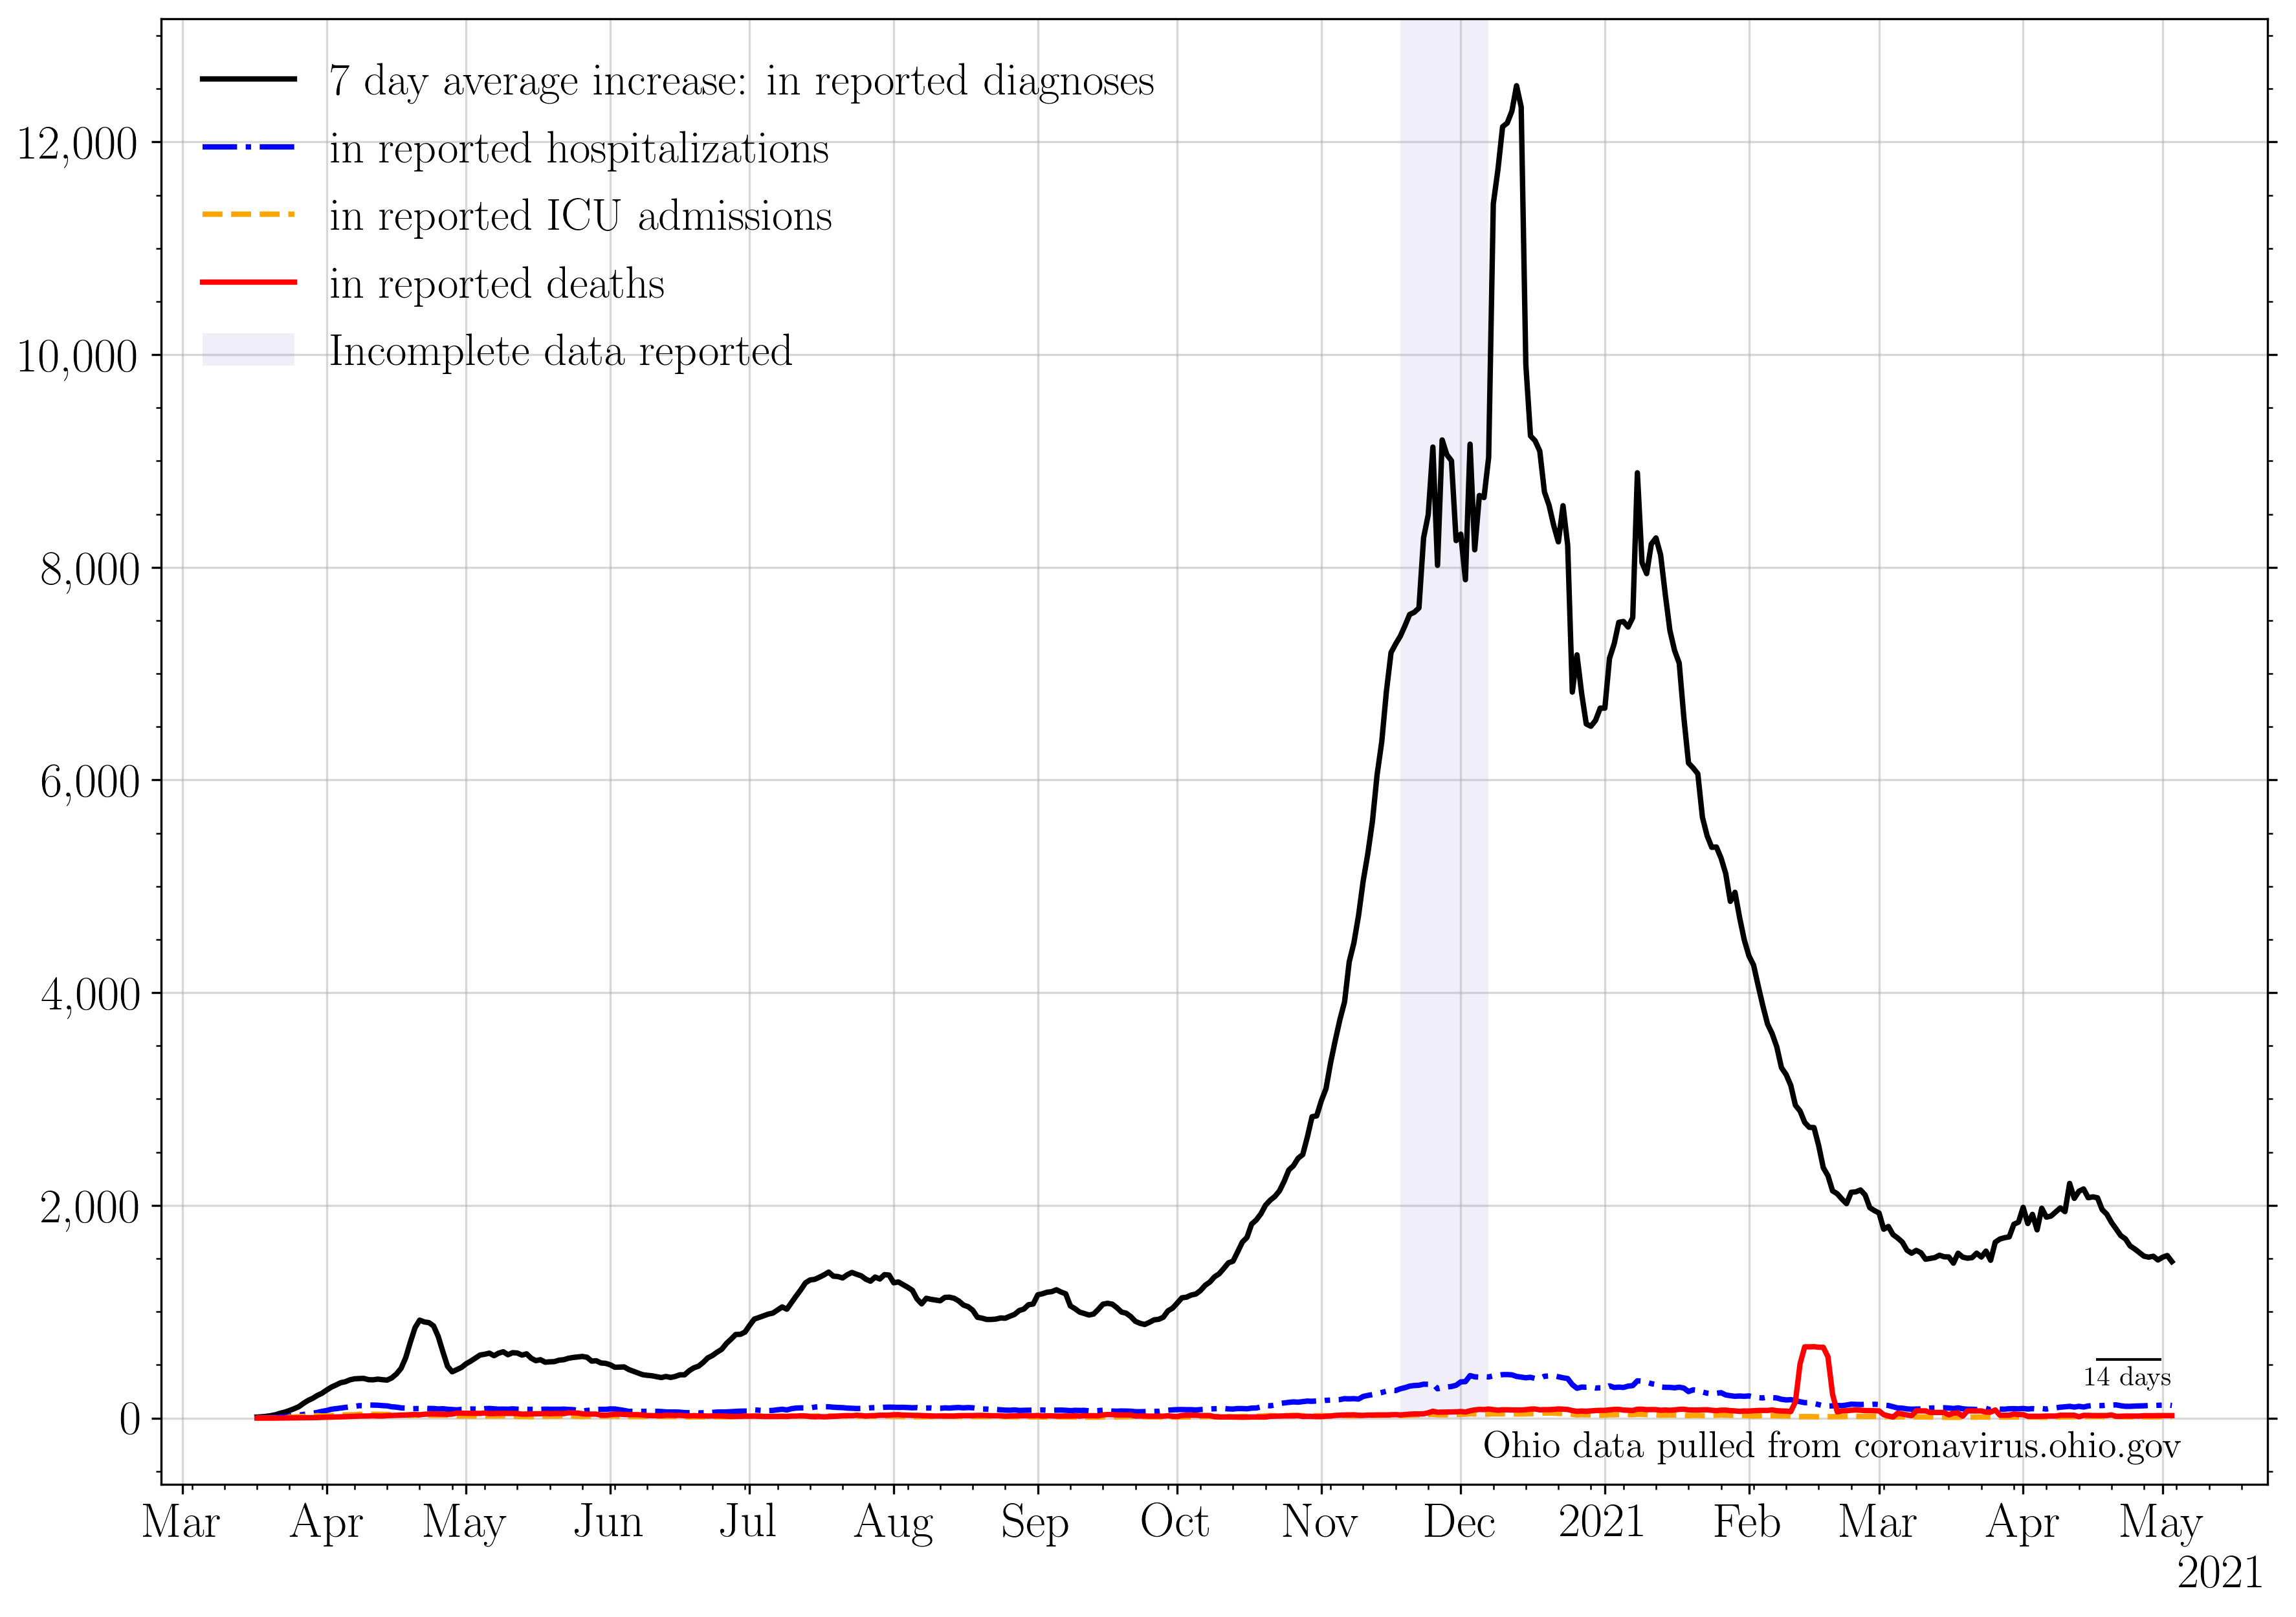 7 day average increase: in reported diagnoses
in reported hospitalizations
in reported ICU admissions
in reported deaths
Incomplete data reported
12,000
10,000
8,000
6,000
4,000
2,000
0
14 days
Ohio data pulled from coronavirus.ohio.gov
Mar Apr May Jun Jul Aug Sep Oct Nov Dec 2021 Feb Mar Apr May
2021